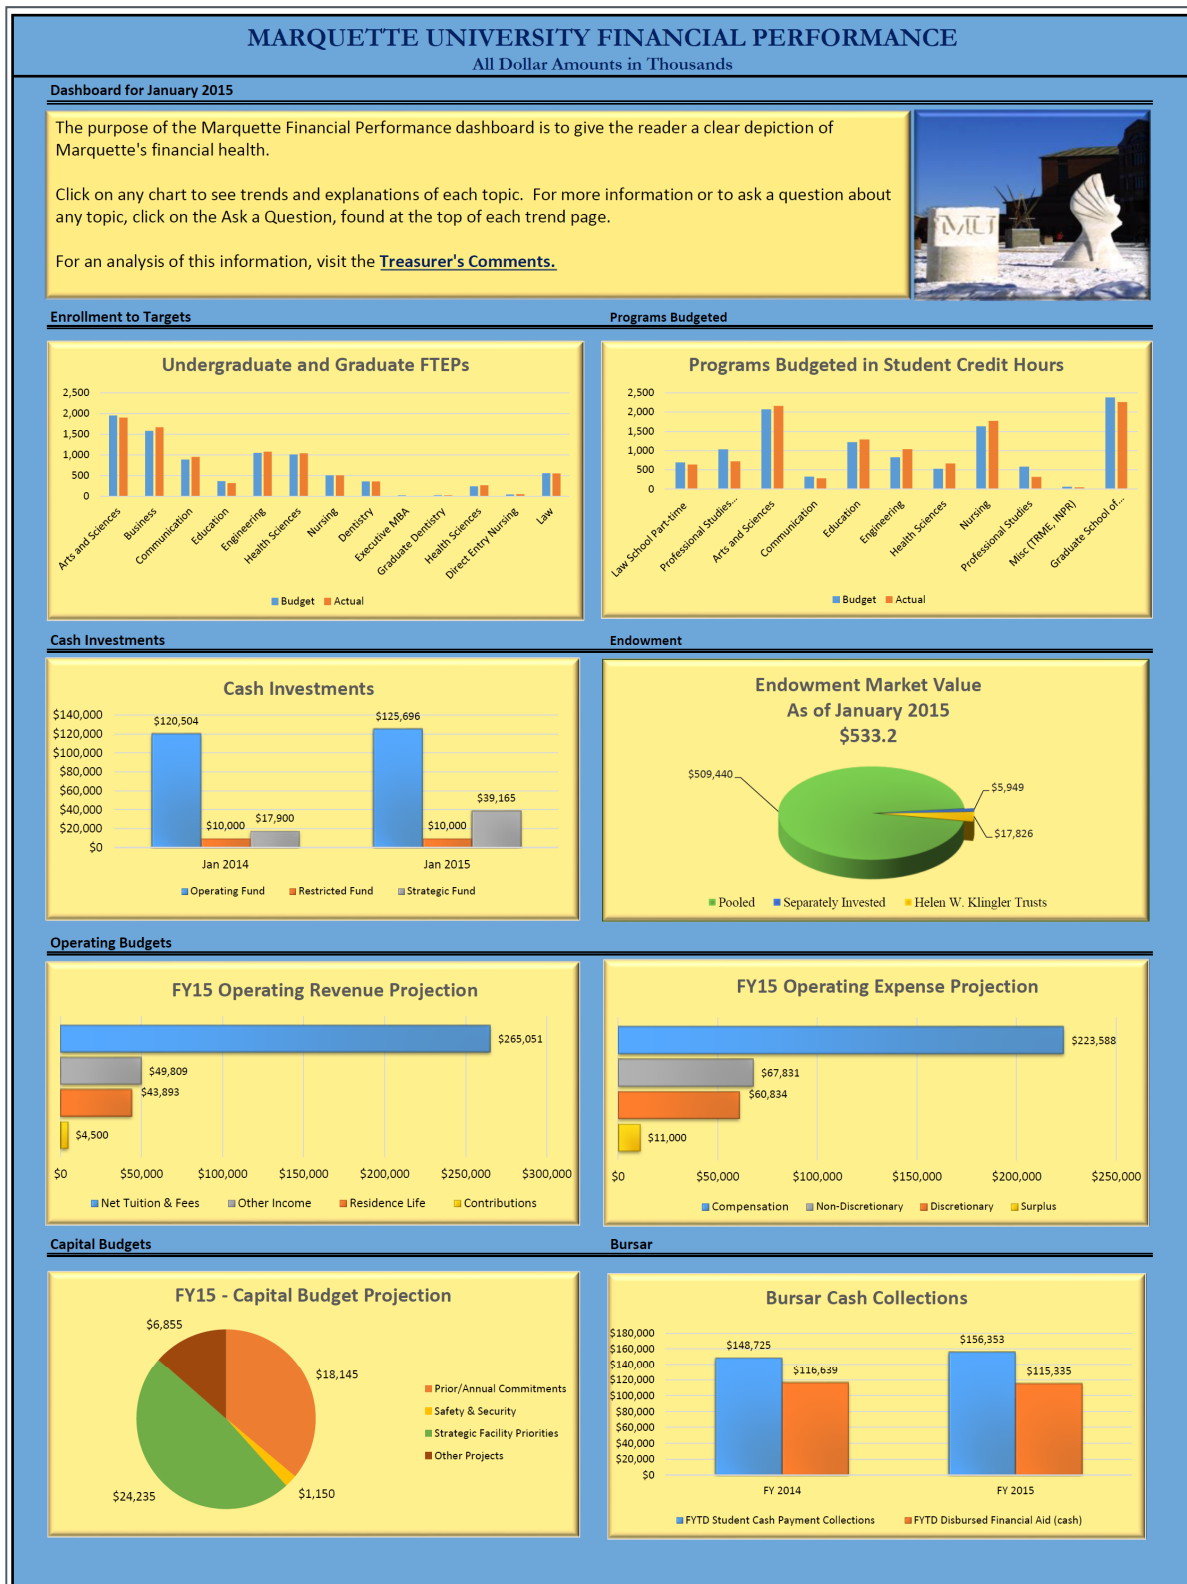 MARQUETTE UNIVERSITY FINANCIAL PERFORMANCE
All Dollar Amounts in Thousands
Dashboard for January 2015
The purpose of the Marquette Financial Performance dashboard is to give the reader a clear depiction of
Marquette's financial health.
Click on any chart to see trends and explanations of each topic. For more information or to ask a question about
any topic, click on the Ask a Question, found at the top of each trend page.
For an analysis of this information, visit the Treasurer's Comments.
MU
Enrollment to Targets
Undergraduate and Graduate FTEPs
2,500
2,000
1,500
1,000
500
0
Arts and Sciences
Business
Communication
Education
Engineering
Health Sciences
Nursing
Dentistry
Executive MBA
Graduate Dentistry
Health Sciences
Direct Entry Nursing
Law
Budget Actual
Programs Budgeted
Programs Budgeted in Student Credit Hours
2,500
2,000
1,500
1,000
500
0
Law School Part-time
Professional Studies...
Arts and Sciences
Communication
Education
Engineering
Health Sciences
Nursing
Professional Studies
Misc (TRME, INPR)
Graduate School of...
Budget Actual
Cash Investments
Cash Investments
$140,000
$120,000
$100,000
$80,000
$60,000
$40,000
$20,000
$0
$120,504
$10,000
$17,900
$125,696
$10,000
$39,165
Jan 2014 Jan 2015
Operating Fund Restricted Fund Strategic Fund
Endowment
Endowment Market Value
As of January 2015
$533.2
$509,440
$5,949
$17,826
Pooled Separately Invested Helen W. Klingler Trusts
Operating Budgets
FY15 Operating Revenue Projection
$265,051
$49,809
$43,893
$4,500
$0 $50,000 $100,000 $150,000 $200,000 $250,000 $300,000
Net Tuition & Fees Other Income Residence Life Contributions
FY15 Operating Expense Projection
$223,588
$67,831
$60,834
$11,000
$0 $50,000 $100,000 $150,000 $200,000 $250,000
Compensation Non-Discretionary Discretionary Surplus
Capital Budgets
FY15 - Capital Budget Projection
$6,855
$18,145
$24,235
$1,150
Prior/Annual Commitments
Safety & Security
Strategic Facility Priorities
Other Projects
Bursar
Bursar Cash Collections
$180,000
$160,000
$140,000
$120,000
$100,000
$80,000
$60,000
$40,000
$20,000
$0
$148,725
$116,639
$156,353
$115,335
FY 2014 FY 2015
FYTD Student Cash Payment Collections FYTD Disbursed Financial Aid (cash)